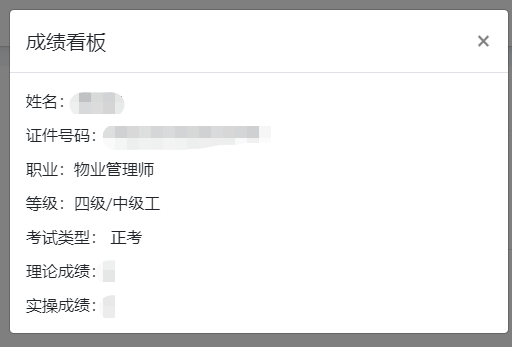 成绩看板
×
姓名：
证件号码：
职业：物业管理师
等级：四级/中级工
考试类型： 正考
理论成绩：
实操成绩：